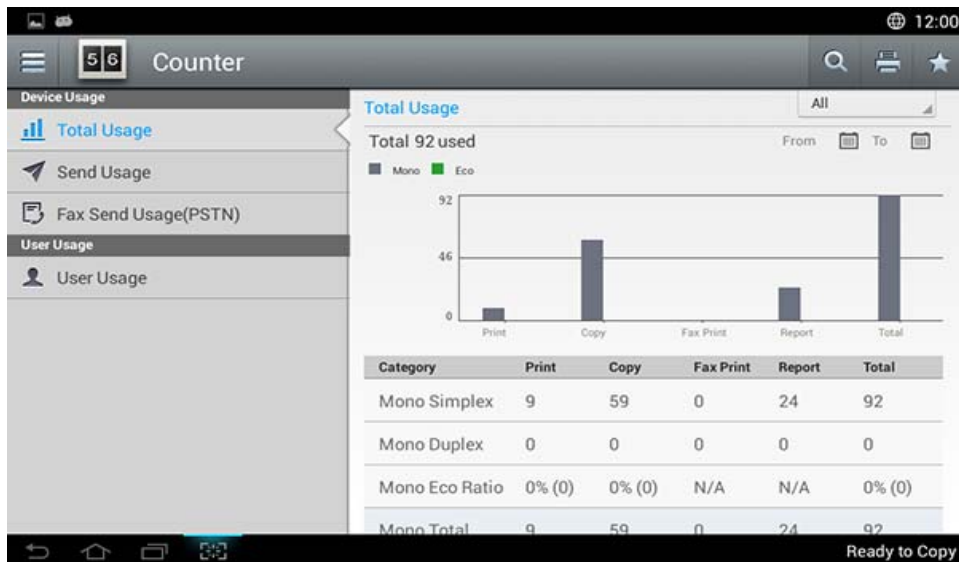 12:00
5 6 Counter
Device Usage
Total Usage
Send Usage
Fax Send Usage(PSTN)
User Usage
User Usage
Total Usage All
Total 92 used From To
Mono Eco
92
46
0
Print Copy Fax Print Report Total
Category Print Copy Fax Print Report Total
Mono Simplex 9 59 0 24 92
Mono Duplex 0 0 0 0 0
Mono Eco Ratio 0% (0) 0% (0) N/A N/A 0% (0)
Mono Total 9 59 0 24 92
Ready to Copy